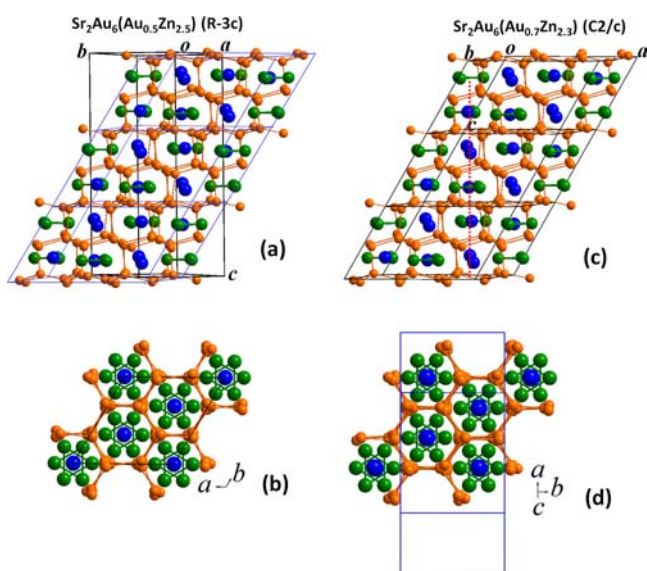 Sr₂Au₆(Au₀.₅Zn₂.₅) (R-3c)
Sr₂Au₆(Au₀.₇Zn₂.₃) (C2/c)
b o a
b o a
c
(a)
(c)
c
(b)
(d)
a b
a
b
c